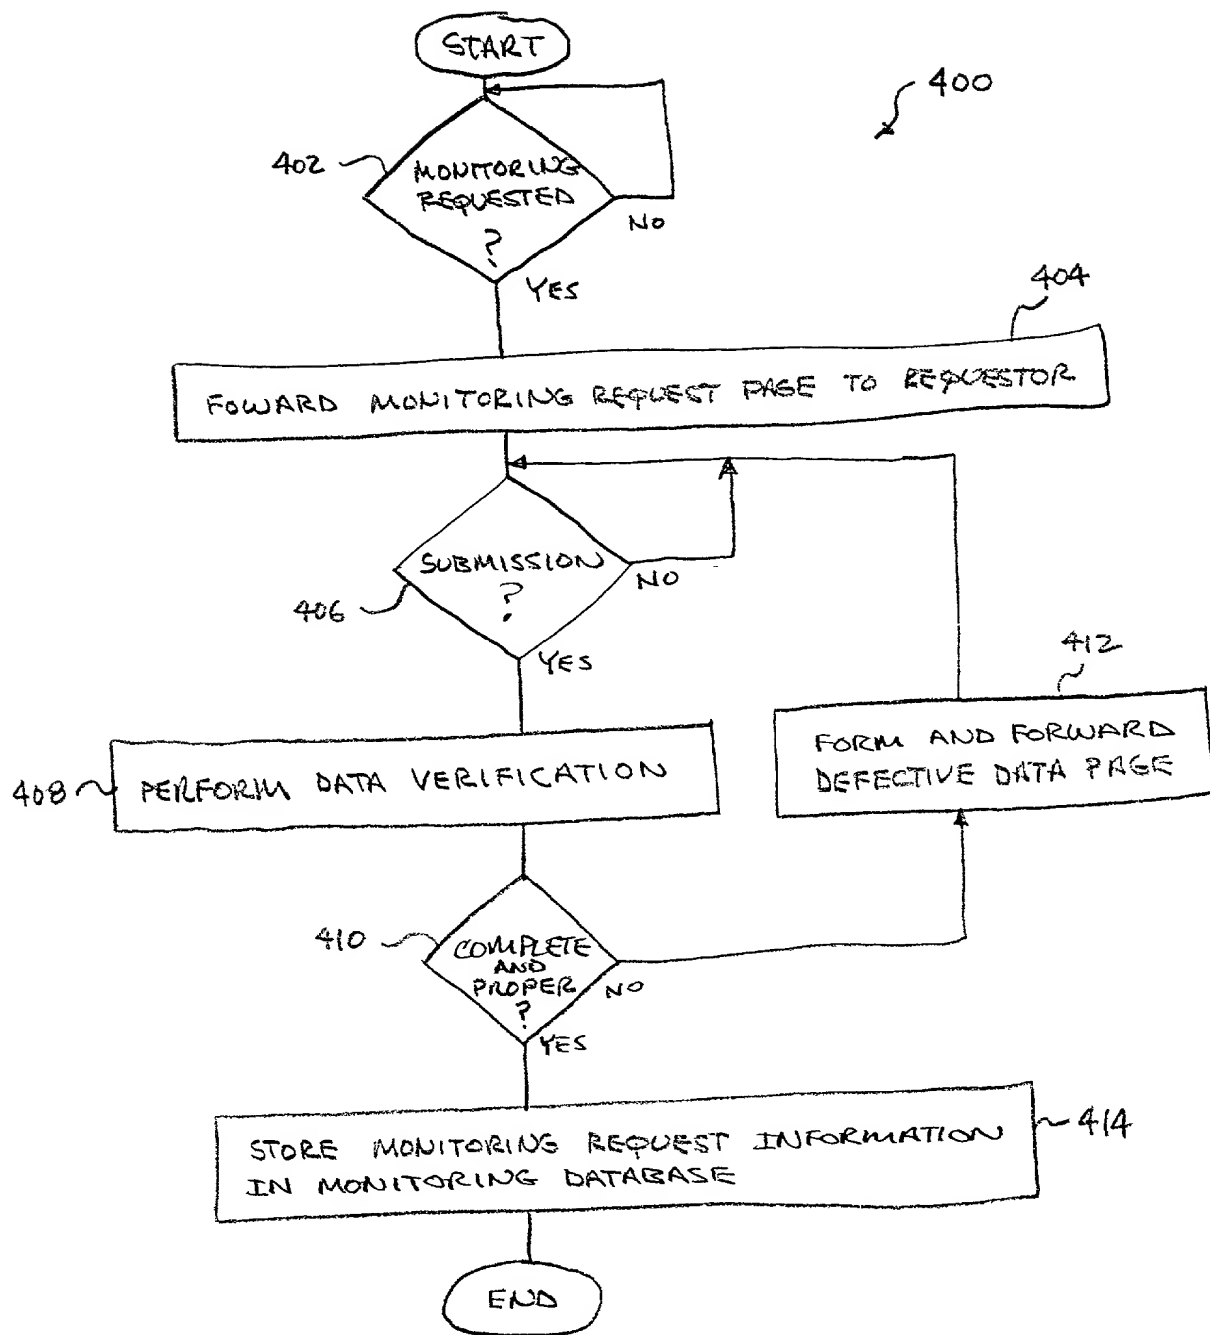 START
400
402
MONITORING
REQUESTED
?
NO
YES
404
FOWARD MONITORING REQUEST PAGE TO REQUESTOR
SUBMISSION
?
NO
406
YES
412
FORM AND FORWARD
DEFECTIVE DATA PAGE
408
PERFORM DATA VERIFICATION
410
COMPLETE
AND
PROPER
?
NO
YES
STORE MONITORING REQUEST INFORMATION
IN MONITORING DATABASE
414
END